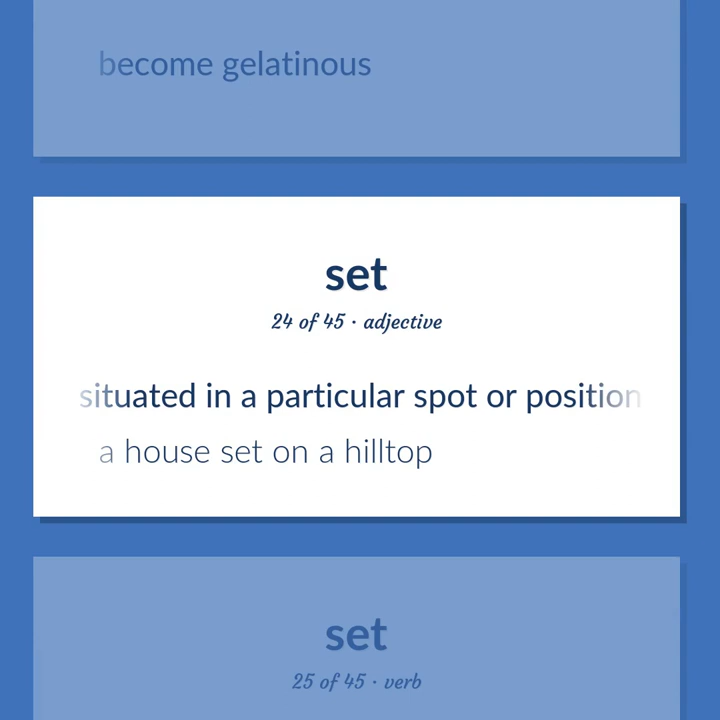 become gelatinous
set
24 of 45 · adjective
situated in a particular spot or position
a house set on a hilltop
set
25 of 45 · verb